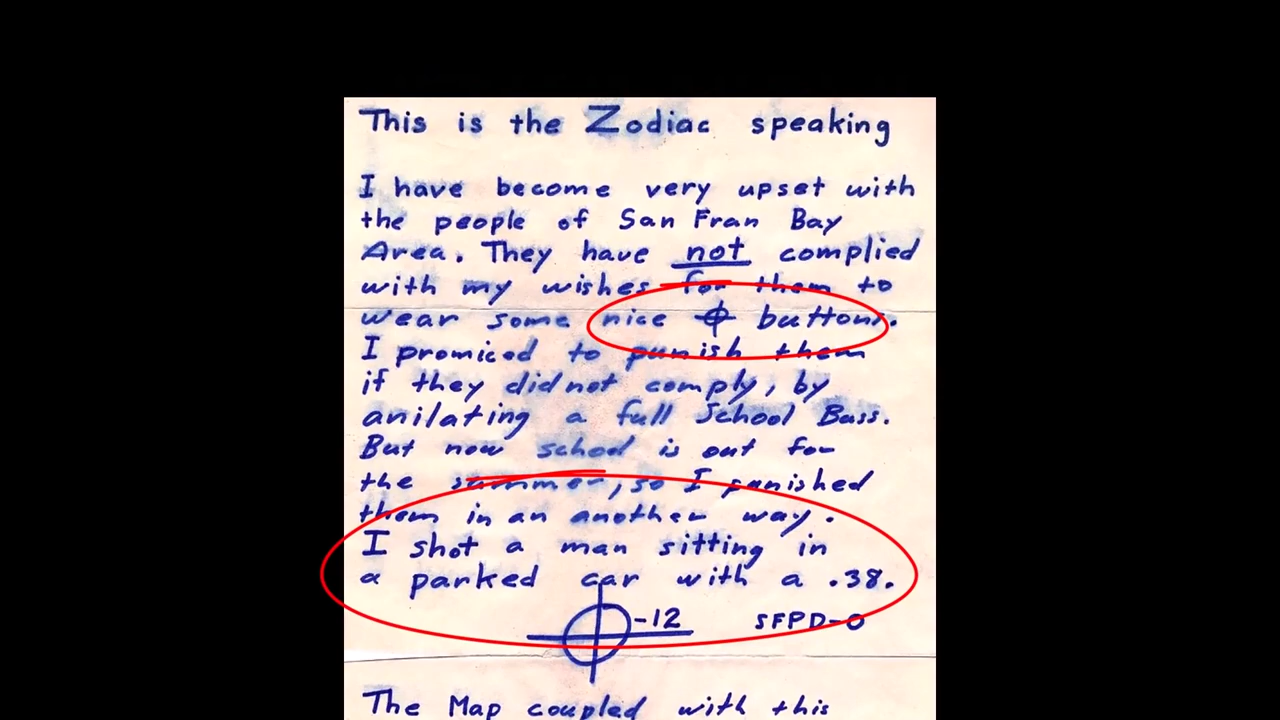 This is the Zodiac speaking
I have become very upset with
the people of San Fran Bay
Area. They have not complied
with my wishes for them to
wear some nice ⌖ buttons.
I promiced to punish them
if they did not comply, by
anilating a full School Buss.
But now school is out for
the summer, so I punished
them in an another way.
I shot a man sitting in
a parked car with a .38.
⌖-12 SFPD-0
The Map coupled with this